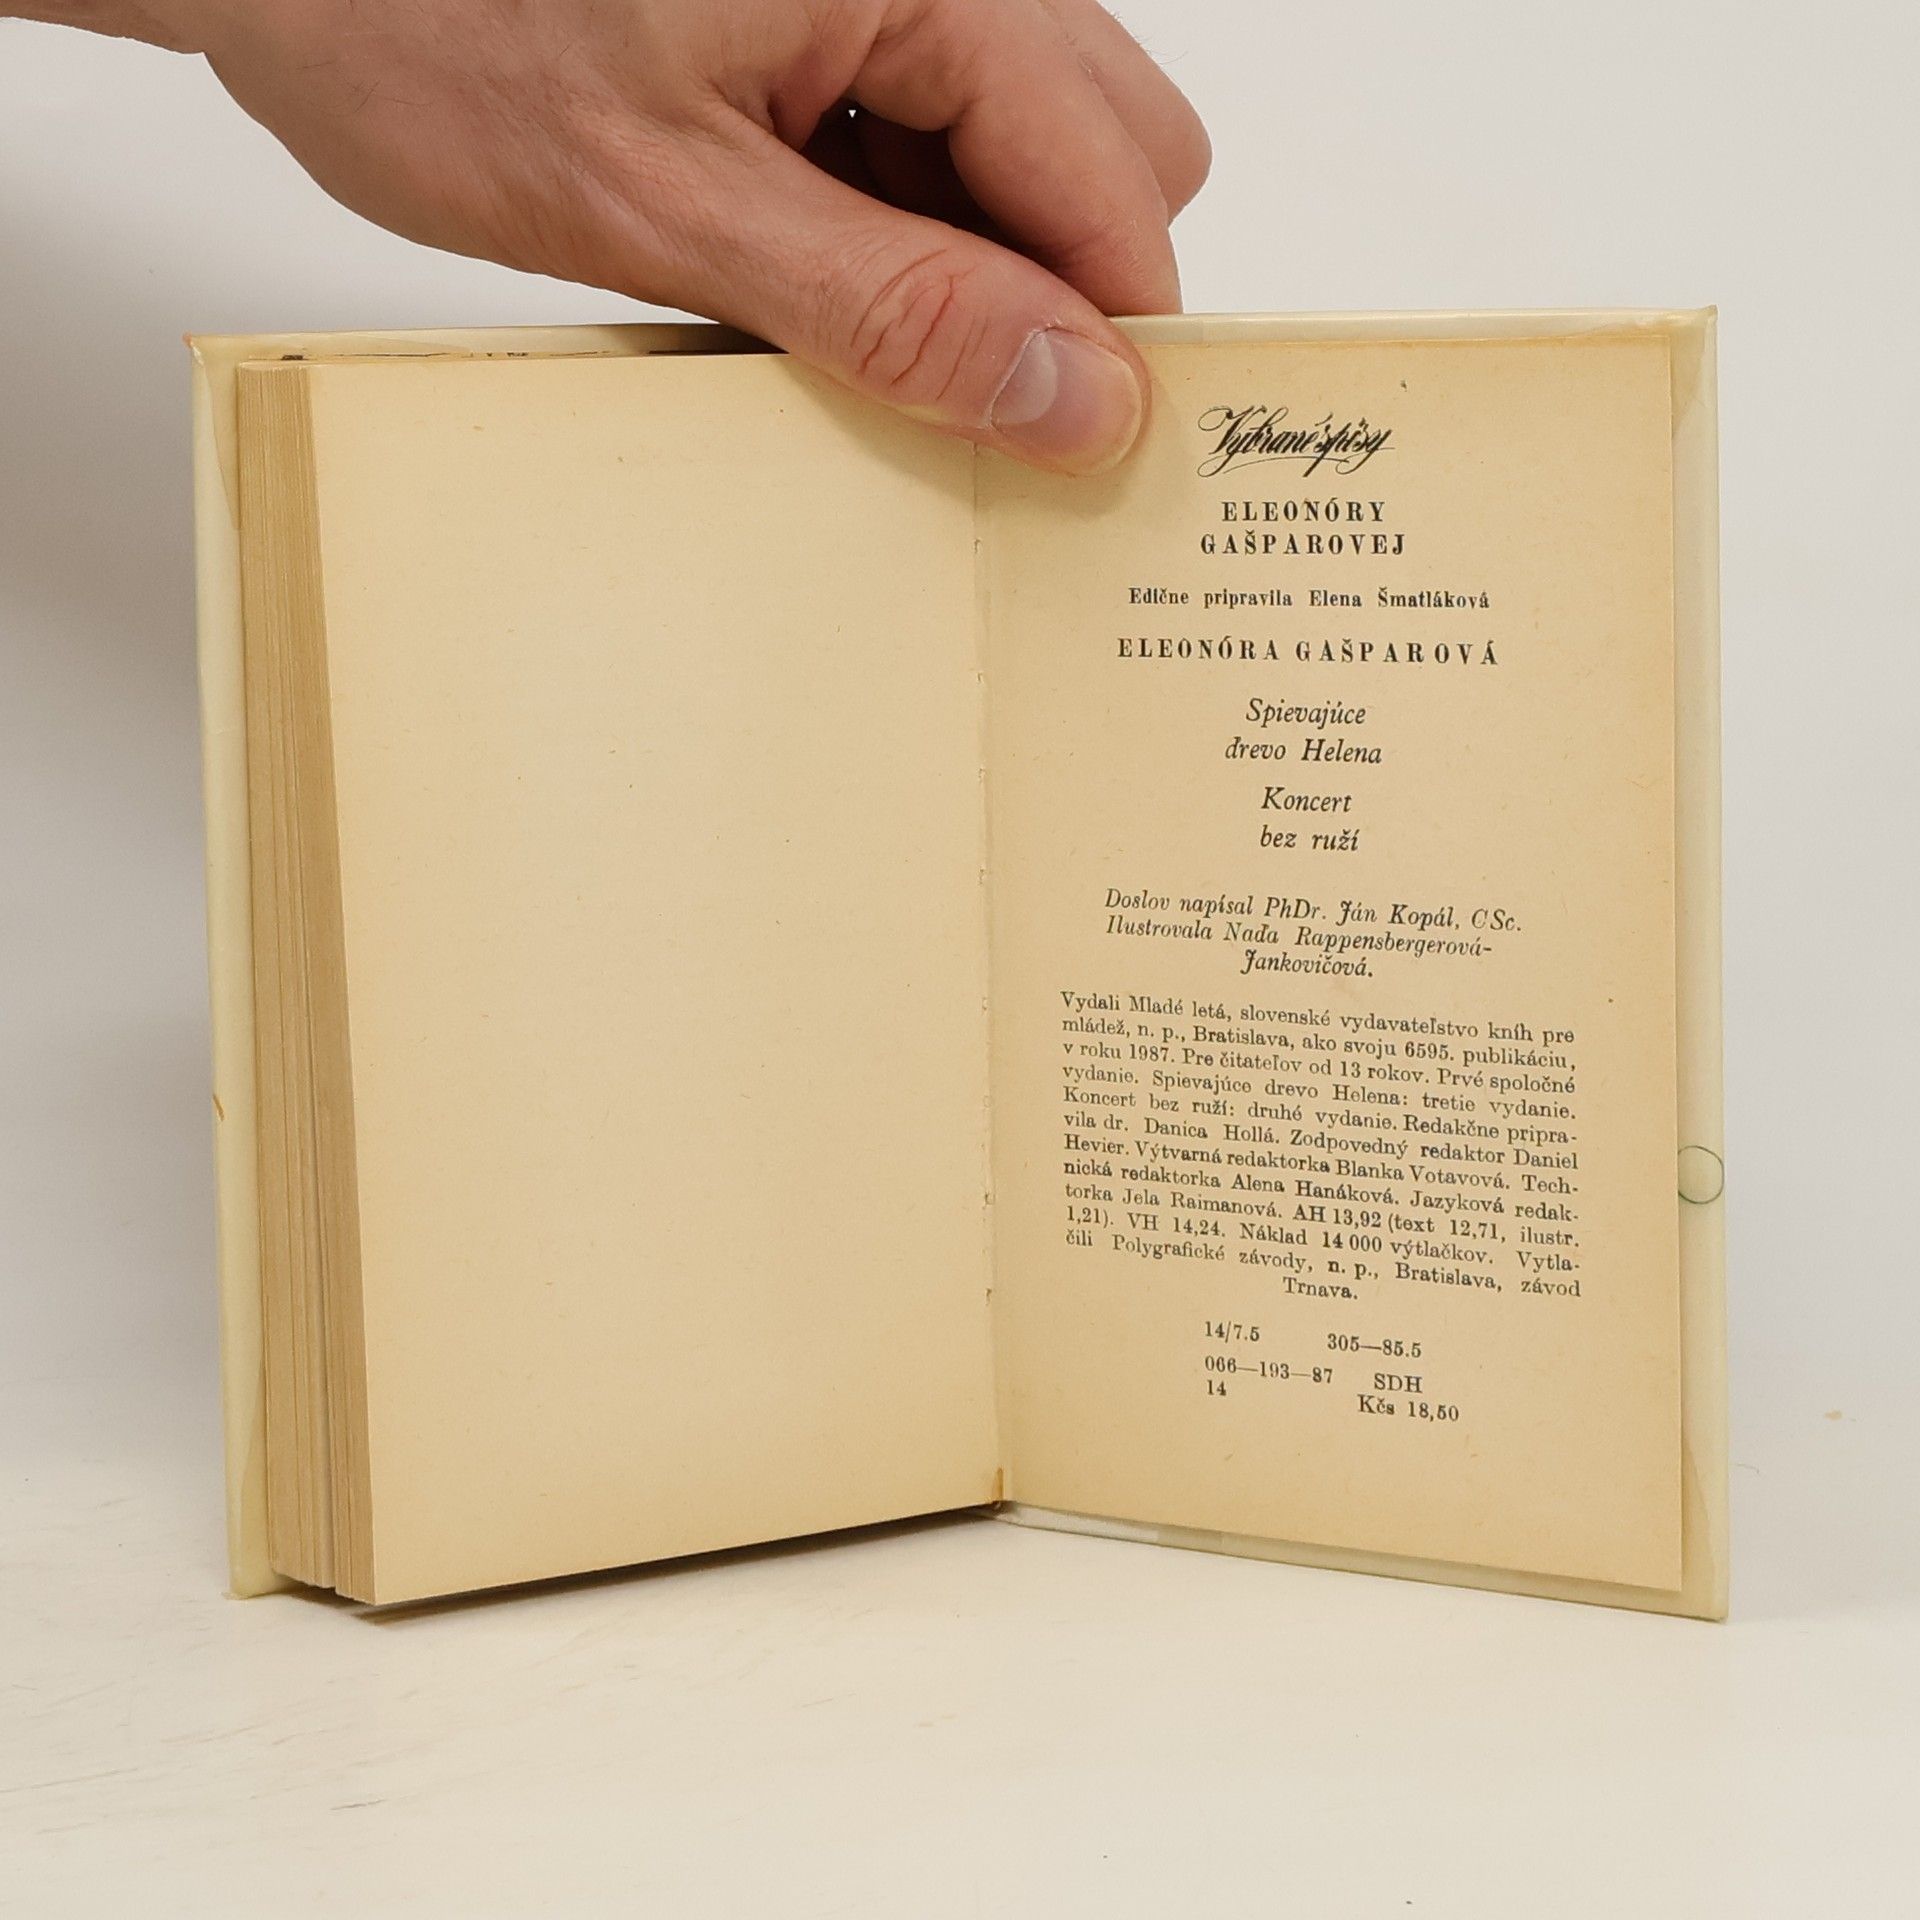 Vybrané spisy
ELEONÓRY
GAŠPAROVEJ
Edične pripravila Elena Šmatláková
ELEONÓRA GAŠPAROVÁ
Spievajúce
drevo Helena
Koncert
bez ruží
Doslov napísal PhDr. Ján Kopál, CSc.
Ilustrovala Naďa Rappensbergerová-
Jankovičová.
Vydali Mladé letá, slovenské vydavateľstvo kníh pre
mládež, n. p., Bratislava, ako svoju 6595. publikáciu,
v roku 1987. Pre čitateľov od 13 rokov. Prvé spoločné
vydanie. Spievajúce drevo Helena: tretie vydanie.
Koncert bez ruží: druhé vydanie. Redakčne pripra-
vila dr. Danica Hollá. Zodpovedný redaktor Daniel
Hevier. Výtvarná redaktorka Blanka Votavová. Tech-
nická redaktorka Alena Hanáková. Jazyková redak-
torka Jela Raimanová. AH 13,92 (text 12,71, ilustr.
1,21). VH 14,24. Náklad 14 000 výtlačkov. Vytla-
čili Polygrafické závody, n. p., Bratislava, závod
Trnava.
14/7.5 305—85.5
066—193—87 SDH
14 Kčs 18,50